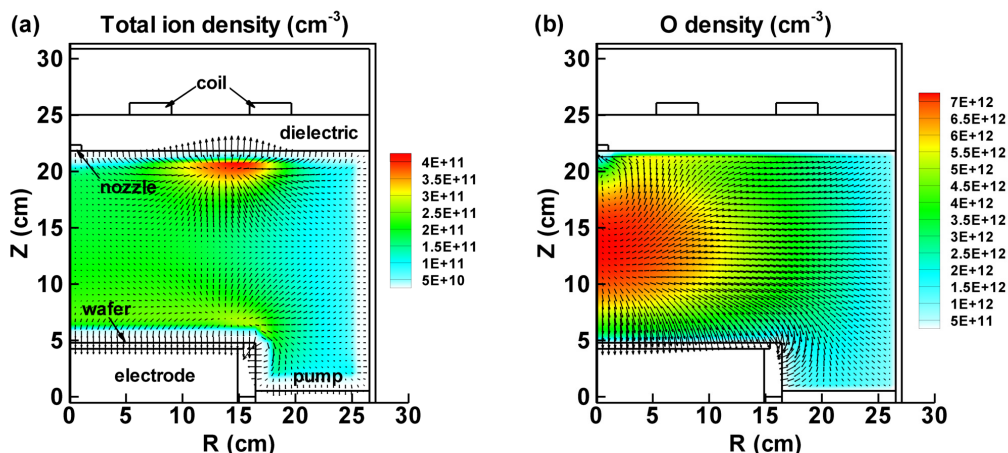 (a) Total ion density (cm-3)
30
25
20
15
10
5
0
Z (cm)
coil
dielectric
nozzle
wafer
electrode
pump
4E+11
3.5E+11
3E+11
2.5E+11
2E+11
1.5E+11
1E+11
5E+10
0 5 10 15 20 25 30
R (cm)
(b) O density (cm-3)
30
25
20
15
10
5
0
Z (cm)
7E+12
6.5E+12
6E+12
5.5E+12
5E+12
4.5E+12
4E+12
3.5E+12
3E+12
2.5E+12
2E+12
1.5E+12
1E+12
5E+11
0 5 10 15 20 25 30
R (cm)